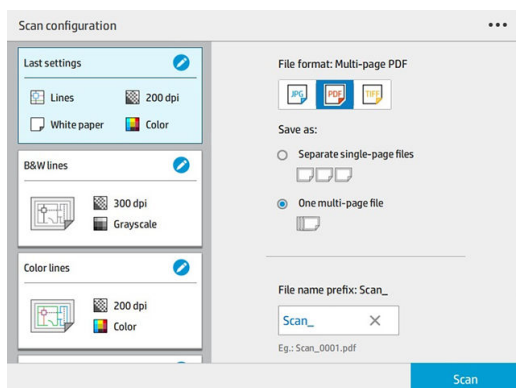 Scan configuration
Last settings
Lines
200 dpi
White paper
Color
B&W lines
300 dpi
Grayscale
Color lines
200 dpi
Color
File format: Multi-page PDF
JPG
PDF
TIFF
Save as:
Separate single-page files
One multi-page file
File name prefix: Scan_
Scan_
Eg.: Scan_0001.pdf
Scan